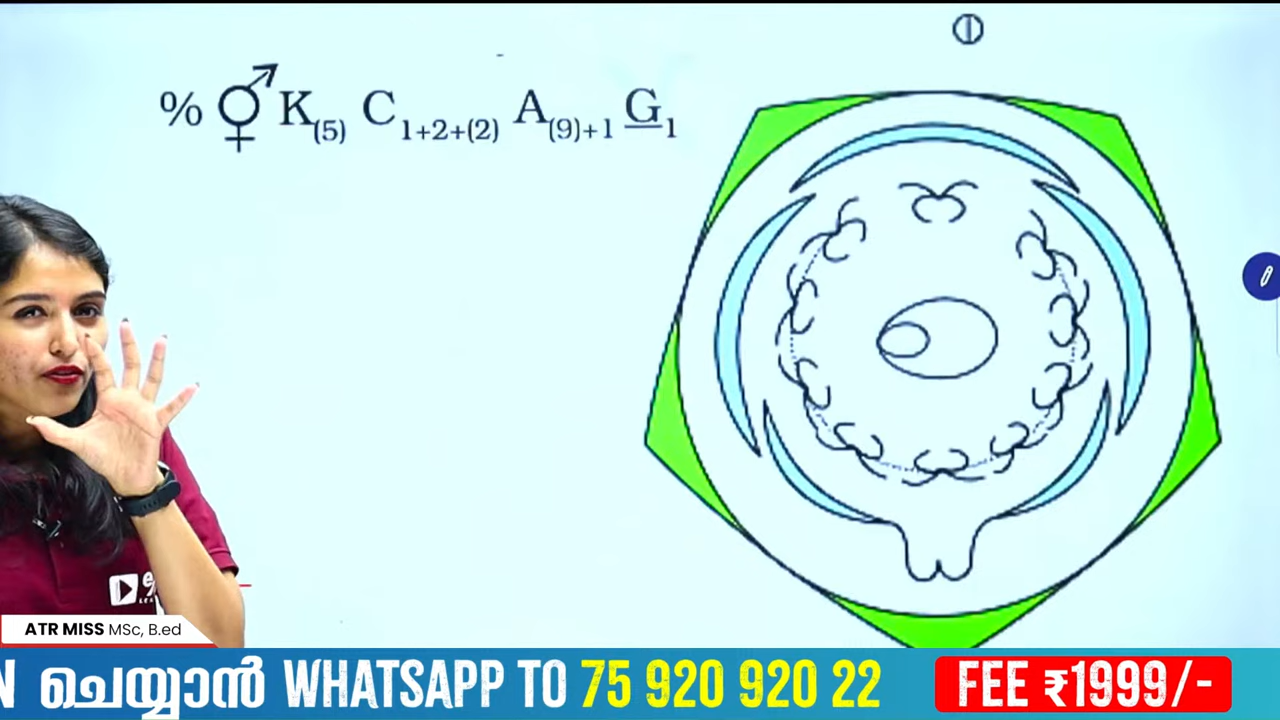 % ⚥ K(5) C1+2+(2) A(9)+1 G1
ATR MISS MSc, B.ed
N ചെയ്യാൻ WHATSAPP TO 75 920 920 22
FEE ₹1999/-